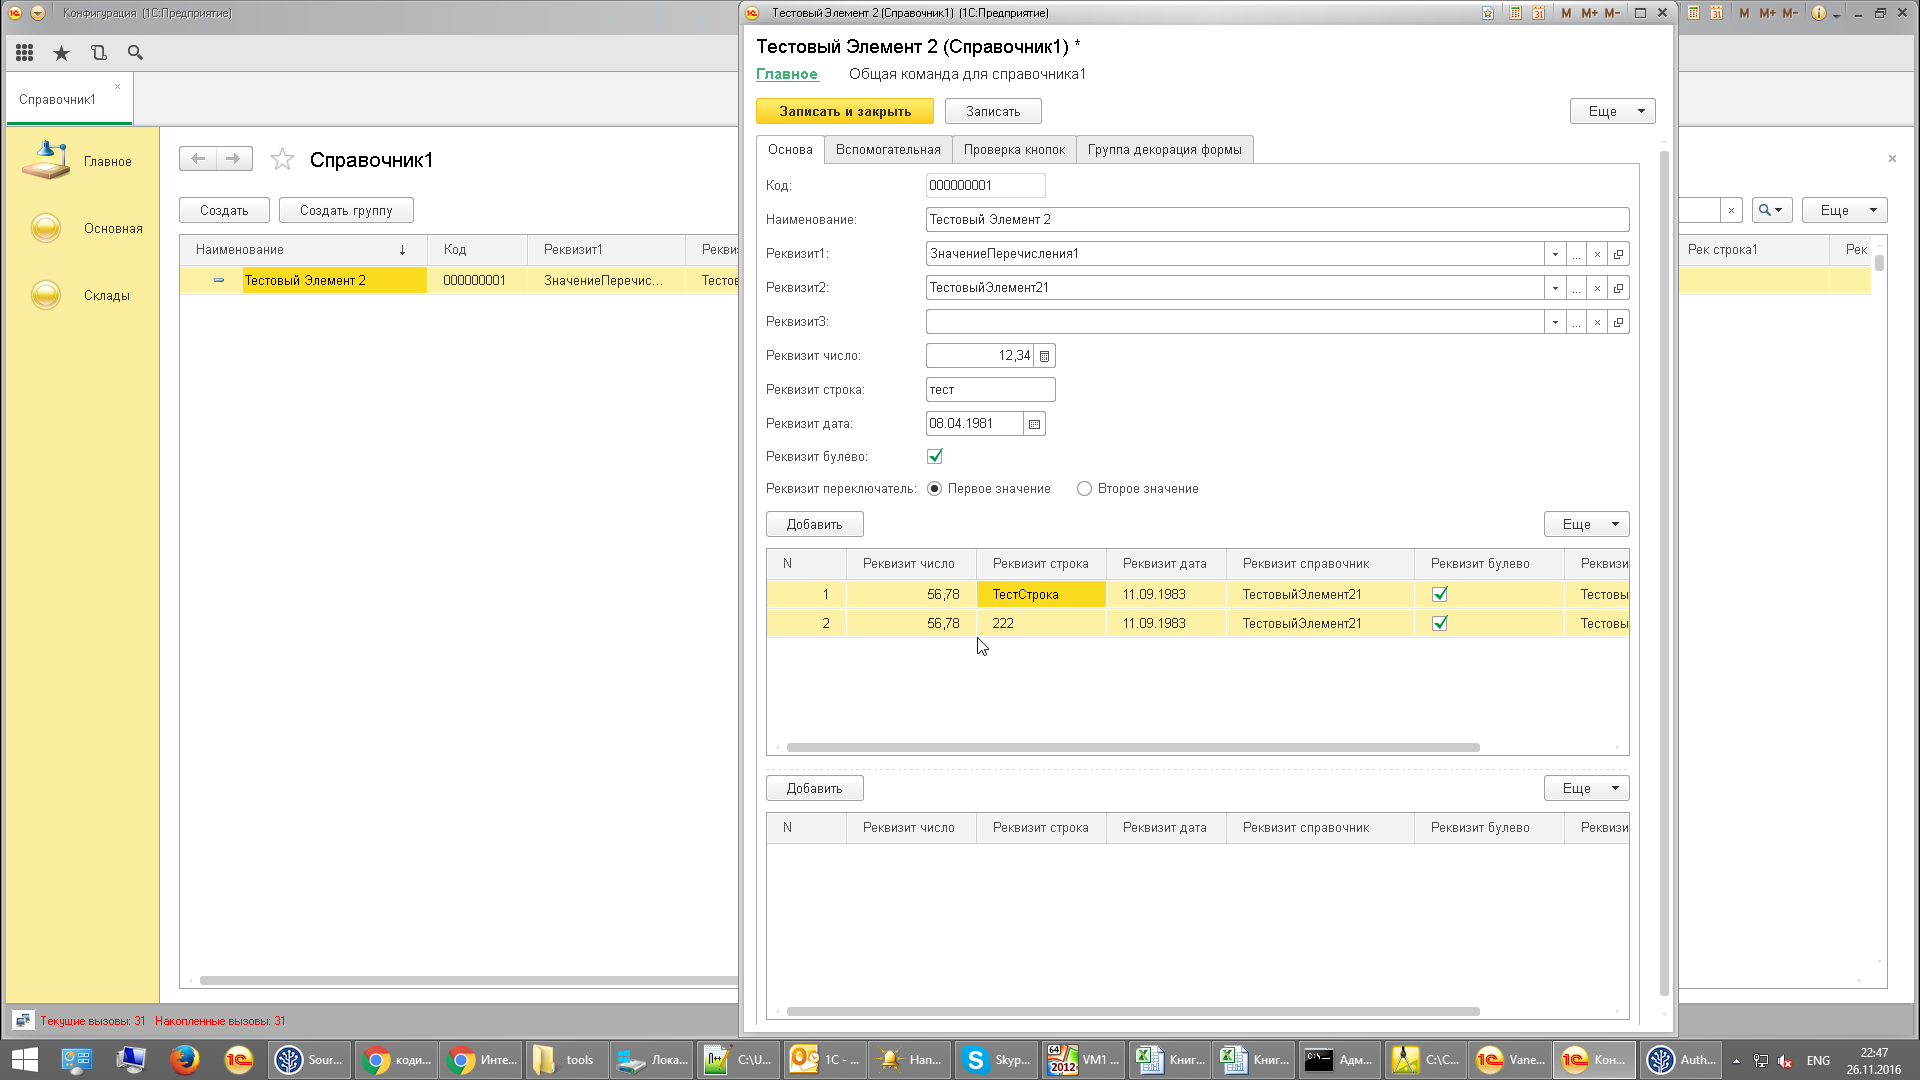 Конфигурация (1С:Предприятие)
Тестовый Элемент 2 (Справочник1) (1С:Предприятие)
M M+ M-
M M+ M-
Тестовый Элемент 2 (Справочник1) *
Главное Общая команда для справочника1
Записать и закрыть Записать Еще
Справочник1
Основа Вспомогательная Проверка кнопок Группа декорация формы
Главное
Основная
Склады
Справочник1
Создать Создать группу
Еще
Наименование ↓ Код Реквизит1 Рекви
Рек строка1 Рек
Тестовый Элемент 2 000000001 ЗначениеПеречис... Тестов
Код: 000000001
Наименование: Тестовый Элемент 2
Реквизит1: ЗначениеПеречисления1
Реквизит2: ТестовыйЭлемент21
Реквизит3:
Реквизит число: 12,34
Реквизит строка: тест
Реквизит дата: 08.04.1981
Реквизит булево:
Реквизит переключатель: Первое значение Второе значение
Добавить Еще
N Реквизит число Реквизит строка Реквизит дата Реквизит справочник Реквизит булево Реквизи
1 56,78 ТестСтрока 11.09.1983 ТестовыйЭлемент21 Тестовы
2 56,78 222 11.09.1983 ТестовыйЭлемент21 Тестовы
Добавить Еще
N Реквизит число Реквизит строка Реквизит дата Реквизит справочник Реквизит булево Реквизи
Текущие вызовы: 31 Накопленные вызовы: 31
Sour... коди... Инте... tools Лока... C:\U... 1С - ... Нап... Skyp... VM1 ... Книг... Книг... Адм... C:\C... Vane... Кон... Auth... ENG 22:47
26.11.2016